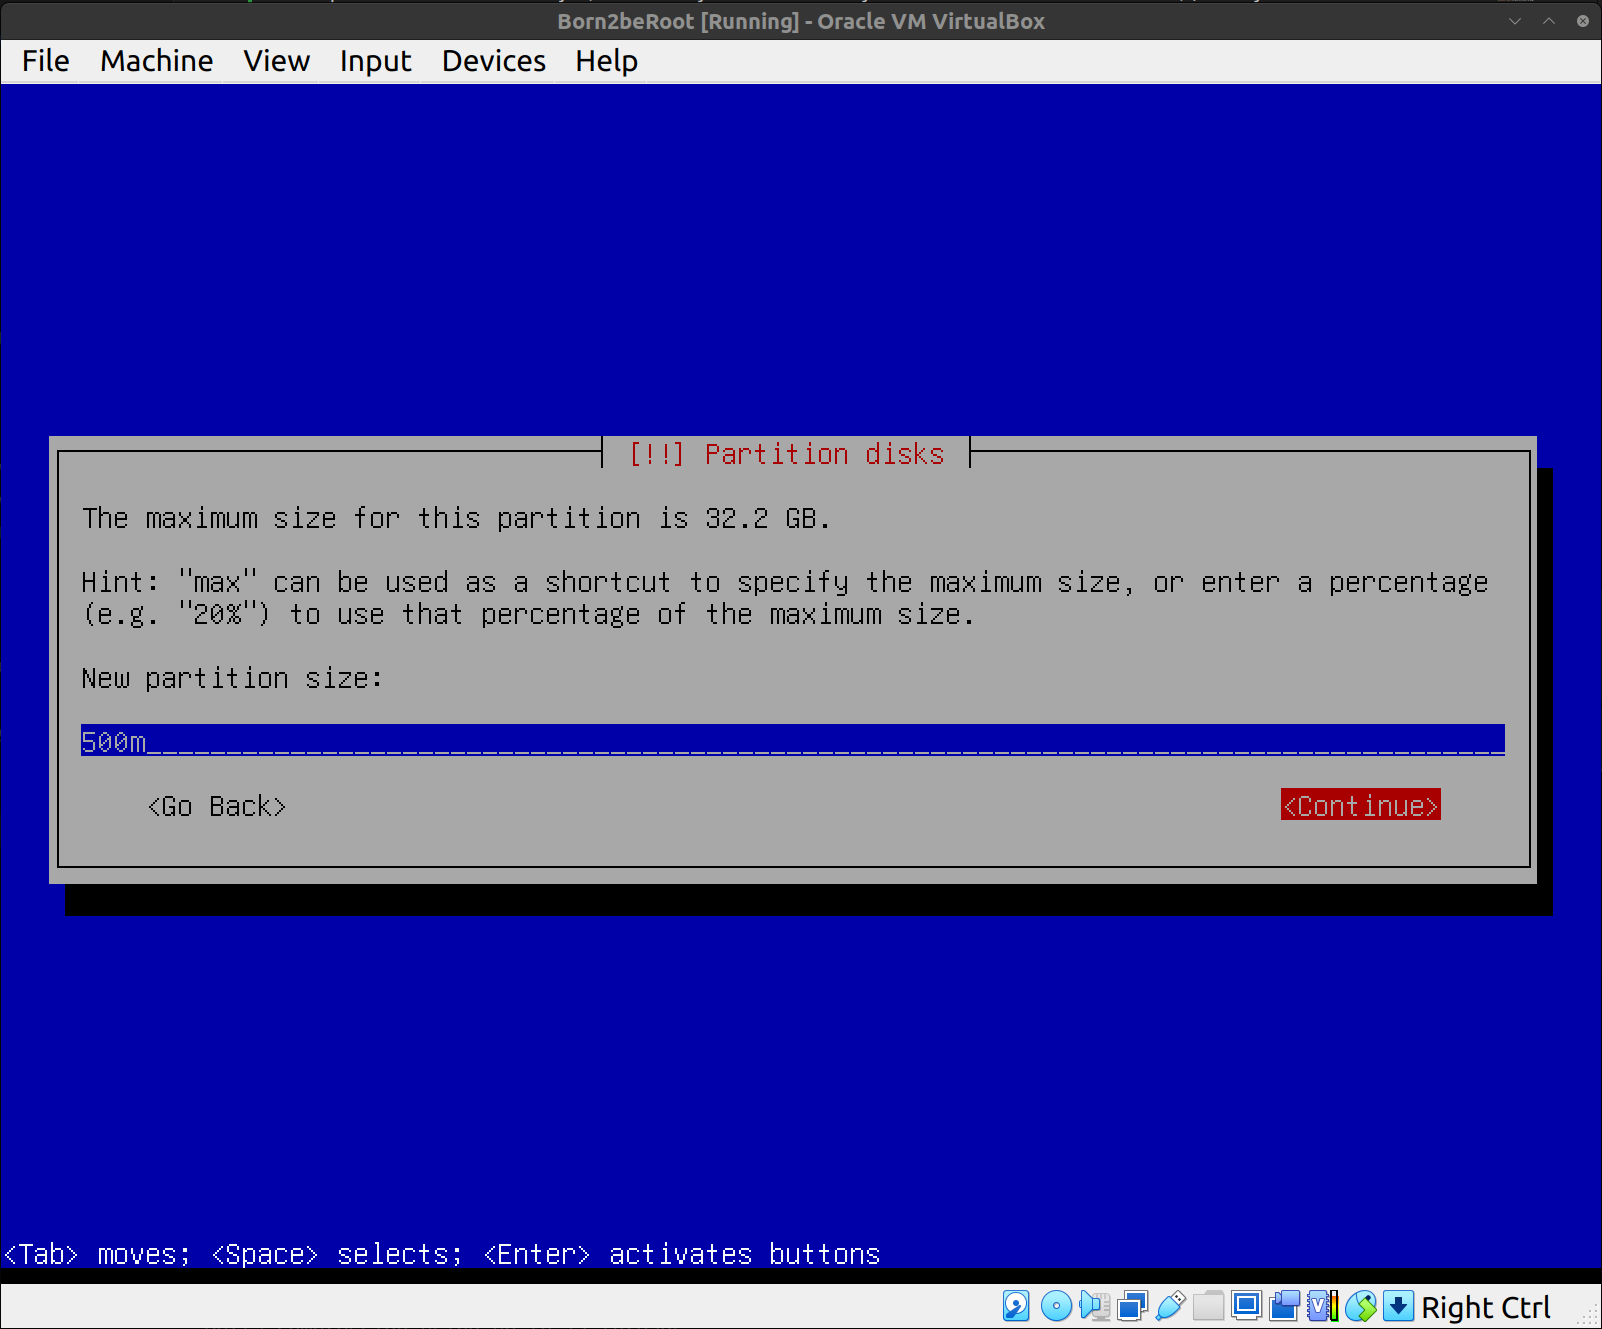 Born2beRoot [Running] - Oracle VM VirtualBox
File Machine View Input Devices Help
[!!] Partition disks
The maximum size for this partition is 32.2 GB.
Hint: "max" can be used as a shortcut to specify the maximum size, or enter a percentage
(e.g. "20%") to use that percentage of the maximum size.
New partition size:
500m
<Go Back> <Continue>
<Tab> moves; <Space> selects; <Enter> activates buttons
Right Ctrl